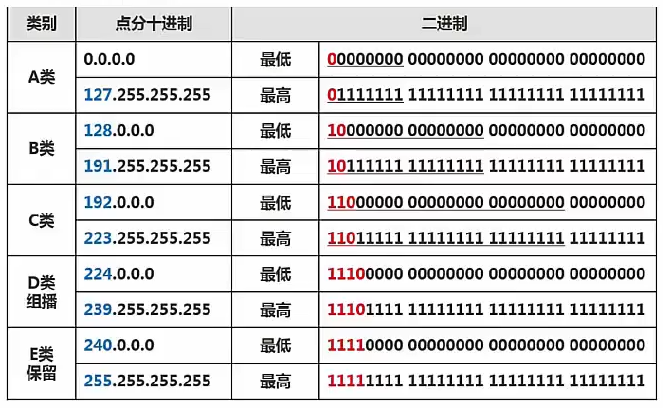 类别 点分十进制 二进制
A类 0.0.0.0 最低 00000000 00000000 00000000 00000000
127.255.255.255 最高 01111111 11111111 11111111 11111111
B类 128.0.0.0 最低 10000000 00000000 00000000 00000000
191.255.255.255 最高 10111111 11111111 11111111 11111111
C类 192.0.0.0 最低 11000000 00000000 00000000 00000000
223.255.255.255 最高 11011111 11111111 11111111 11111111
D类 组播 224.0.0.0 最低 11100000 00000000 00000000 00000000
239.255.255.255 最高 11101111 11111111 11111111 11111111
E类 保留 240.0.0.0 最低 11110000 00000000 00000000 00000000
255.255.255.255 最高 11111111 11111111 11111111 11111111